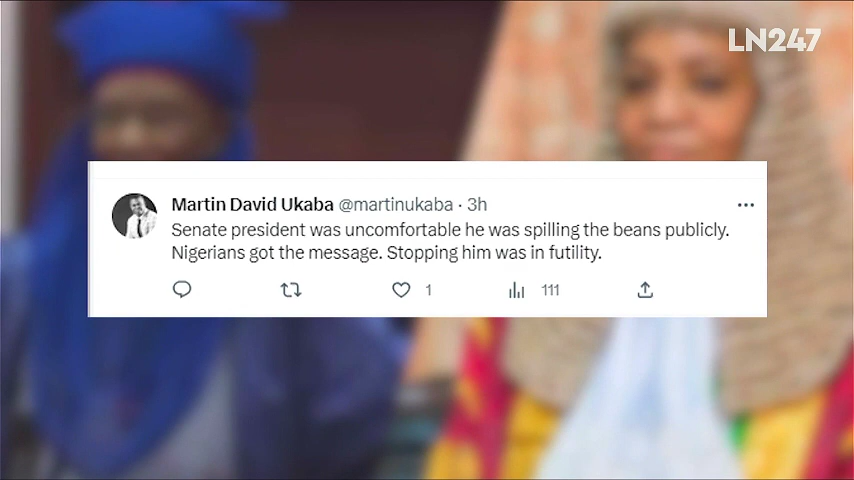 LN247
Martin David Ukaba @martinukaba · 3h
Senate president was uncomfortable he was spilling the beans publicly.
Nigerians got the message. Stopping him was in futility.
1 111